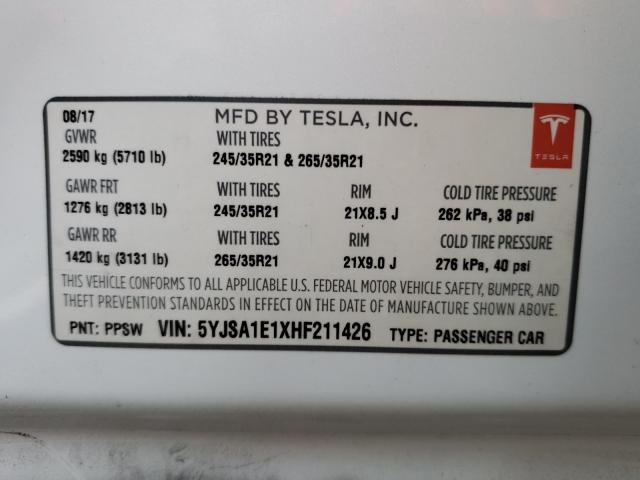 08/17 MFD BY TESLA, INC.
GVWR WITH TIRES
2590 kg (5710 lb) 245/35R21 & 265/35R21
TESLA
GAWR FRT WITH TIRES RIM COLD TIRE PRESSURE
1276 kg (2813 lb) 245/35R21 21X8.5 J 262 kPa, 38 psi
GAWR RR WITH TIRES RIM COLD TIRE PRESSURE
1420 kg (3131 lb) 265/35R21 21X9.0 J 276 kPa, 40 psi
THIS VEHICLE CONFORMS TO ALL APPLICABLE U.S. FEDERAL MOTOR VEHICLE SAFETY, BUMPER, AND
THEFT PREVENTION STANDARDS IN EFFECT ON THE DATE OF MANUFACTURE SHOWN ABOVE.
PNT: PPSW VIN: 5YJSA1E1XHF211426 TYPE: PASSENGER CAR